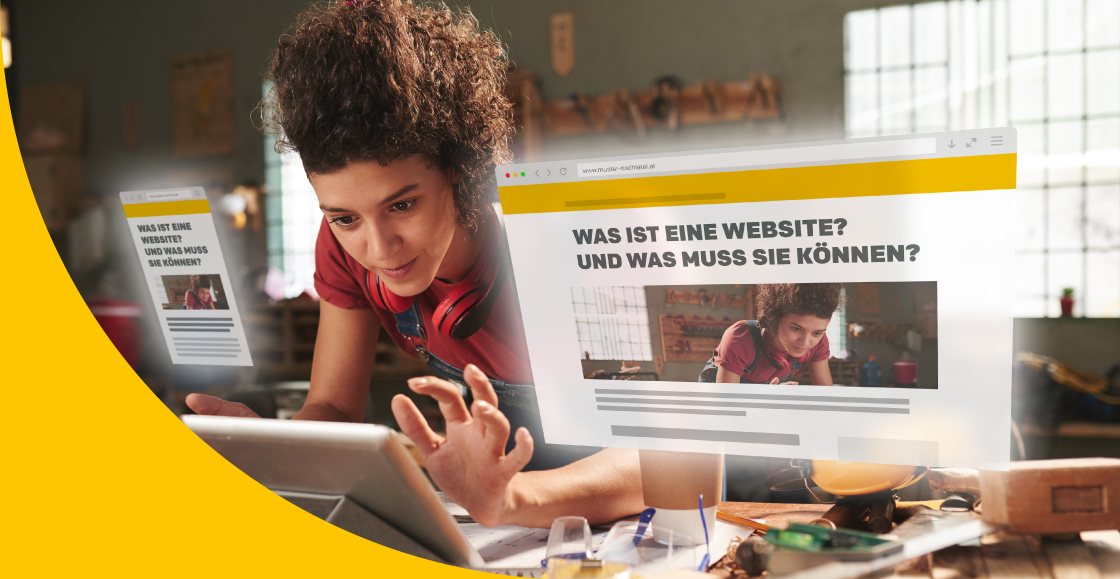 WAS IST EINE
WEBSITE?
UND WAS MUSS
SIE KÖNNEN?
www.muster-tischlerei.at
WAS IST EINE WEBSITE?
UND WAS MUSS SIE KÖNNEN?